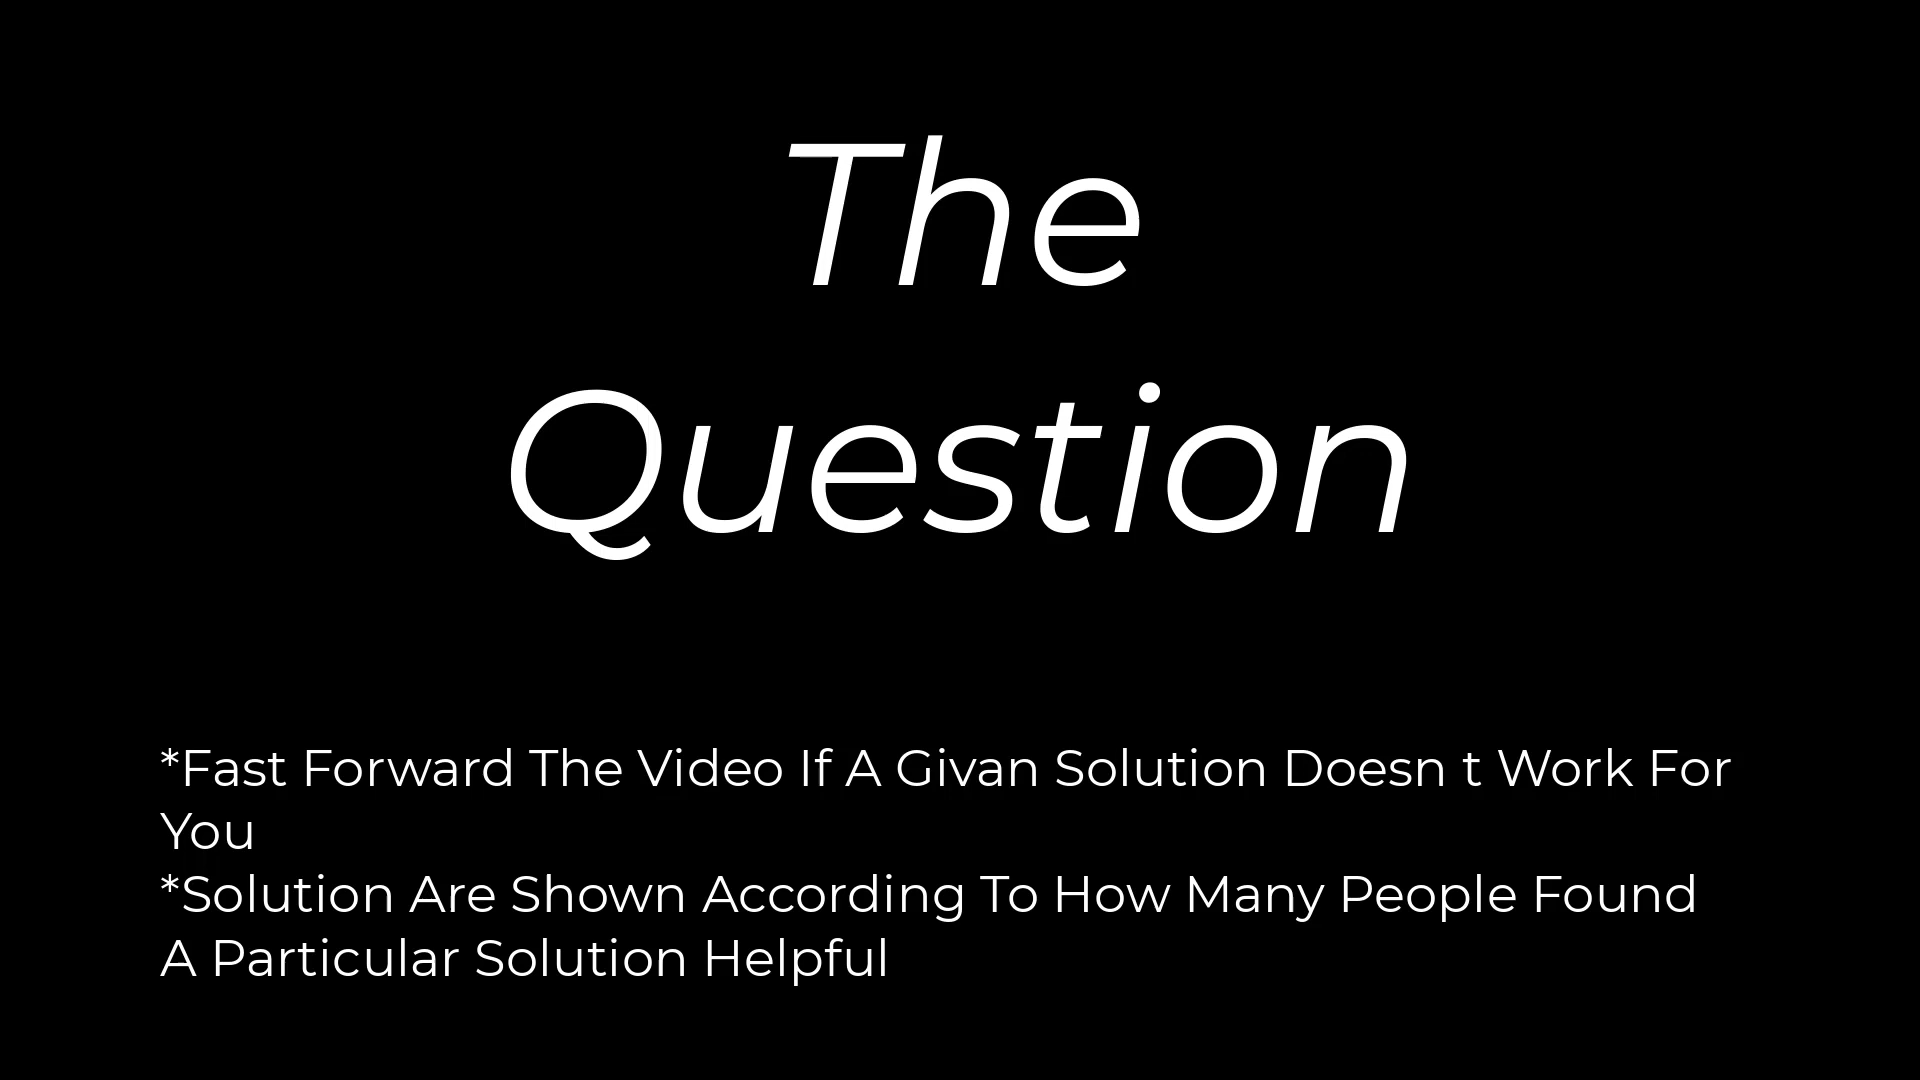 The
Question
*Fast Forward The Video If A Givan Solution Doesn t Work For
You
*Solution Are Shown According To How Many People Found
A Particular Solution Helpful